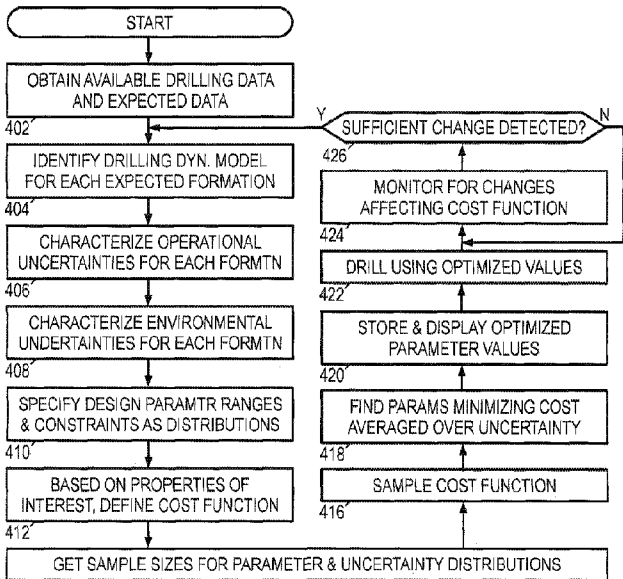 START
OBTAIN AVAILABLE DRILLING DATA
AND EXPECTED DATA
402
IDENTIFY DRILLING DYN. MODEL
FOR EACH EXPECTED FORMATION
404
CHARACTERIZE OPERATIONAL
UNCERTAINTIES FOR EACH FORMTN
406
CHARACTERIZE ENVIRONMENTAL
UNDERTAINTIES FOR EACH FORMTN
408
SPECIFY DESIGN PARAMTR RANGES
& CONSTRAINTS AS DISTRIBUTIONS
410
BASED ON PROPERTIES OF
INTEREST, DEFINE COST FUNCTION
412
GET SAMPLE SIZES FOR PARAMETER & UNCERTAINTY DISTRIBUTIONS
SAMPLE COST FUNCTION
416
FIND PARAMS MINIMIZING COST
AVERAGED OVER UNCERTAINTY
418
STORE & DISPLAY OPTIMIZED
PARAMETER VALUES
420
DRILL USING OPTIMIZED VALUES
422
MONITOR FOR CHANGES
AFFECTING COST FUNCTION
424
Y
SUFFICIENT CHANGE DETECTED?
N
426